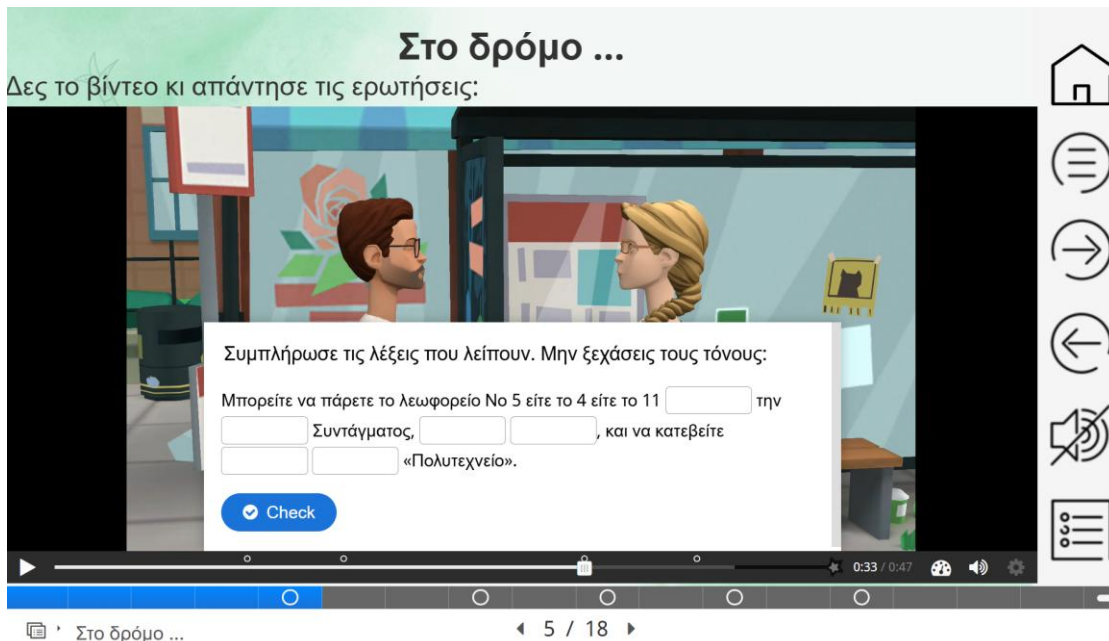 Στο δρόμο ...
Δες το βίντεο κι απάντησε τις ερωτήσεις:
Συμπλήρωσε τις λέξεις που λείπουν. Μην ξεχάσεις τους τόνους:
Μπορείτε να πάρετε το λεωφορείο Νο 5 είτε το 4 είτε το 11 την
Συντάγματος, , και να κατεβείτε
«Πολυτεχνείο».
Check
0:33 / 0:47
Στο δρόμο ...
5 / 18